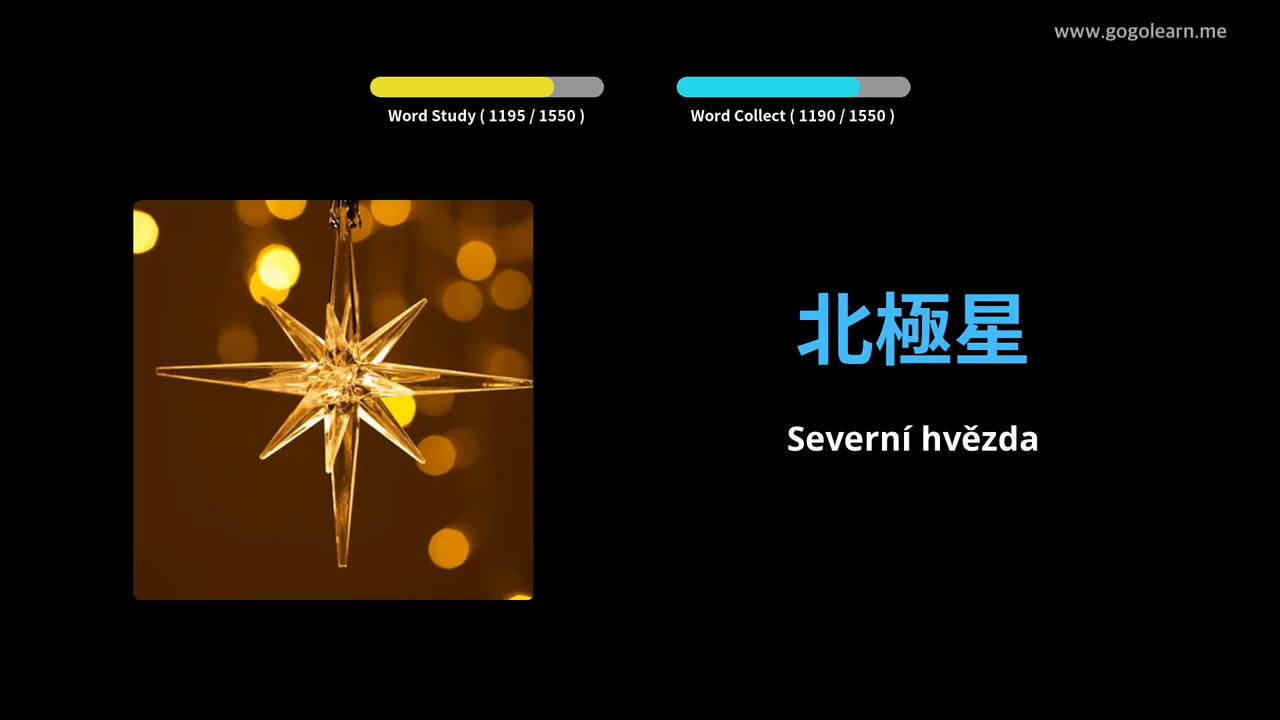 www.gogolearn.me
Word Study ( 1195 / 1550 )
Word Collect ( 1190 / 1550 )
北極星
Severní hvězda